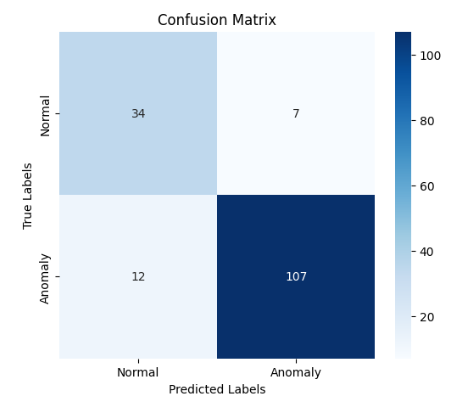 Confusion Matrix
True Labels
Normal
Anomaly
34
7
12
107
Normal
Anomaly
Predicted Labels
100
80
60
40
20